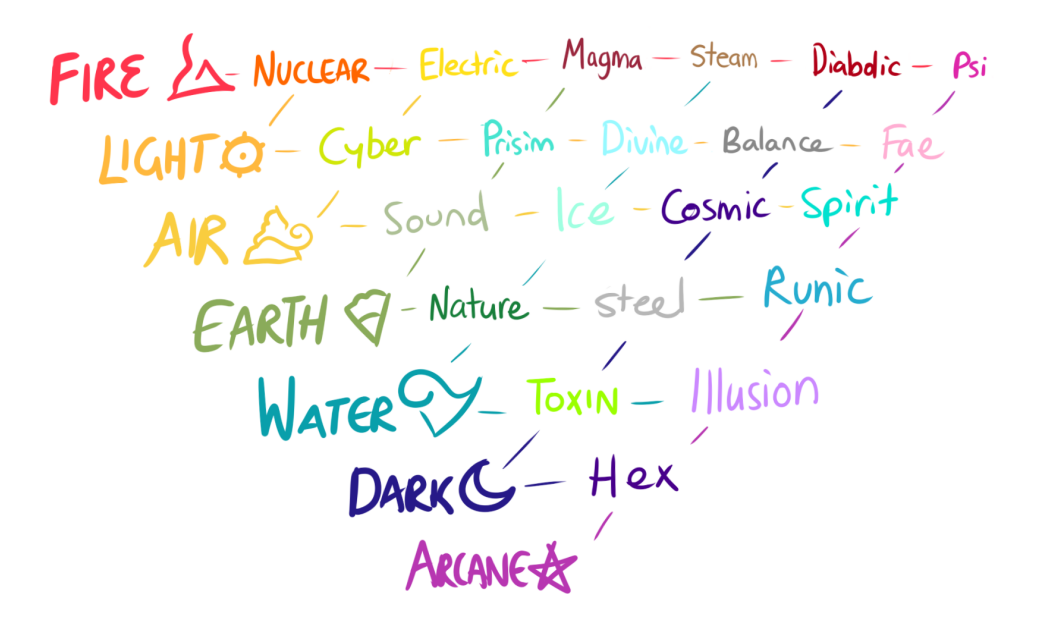 FIRE NUCLEAR Electric Magma Steam Diabolic Psi
LIGHT Cyber Prisim Divine Balance Fae
AIR Sound Ice Cosmic Spirit
EARTH Nature steel Runic
WATER TOXIN Illusion
DARK Hex
ARCANE